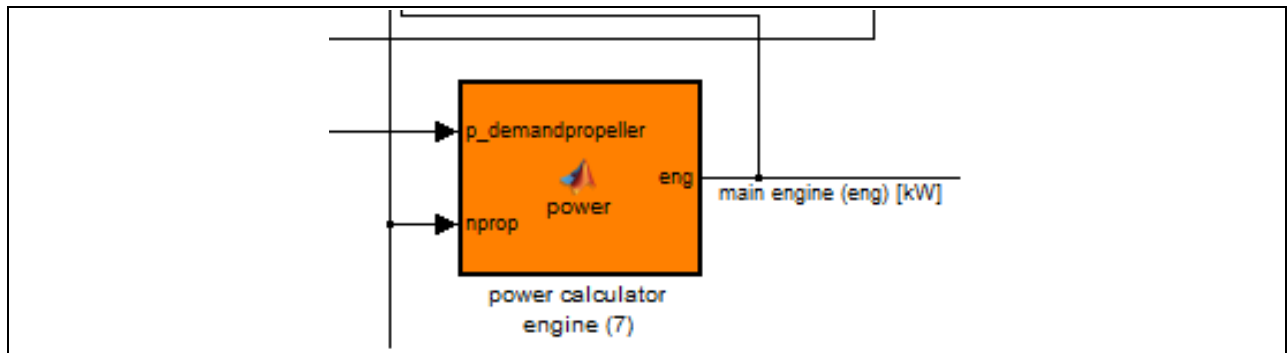 p_demandpropeller
eng
main engine (eng) [kW]
power
nprop
power calculator
engine (7)